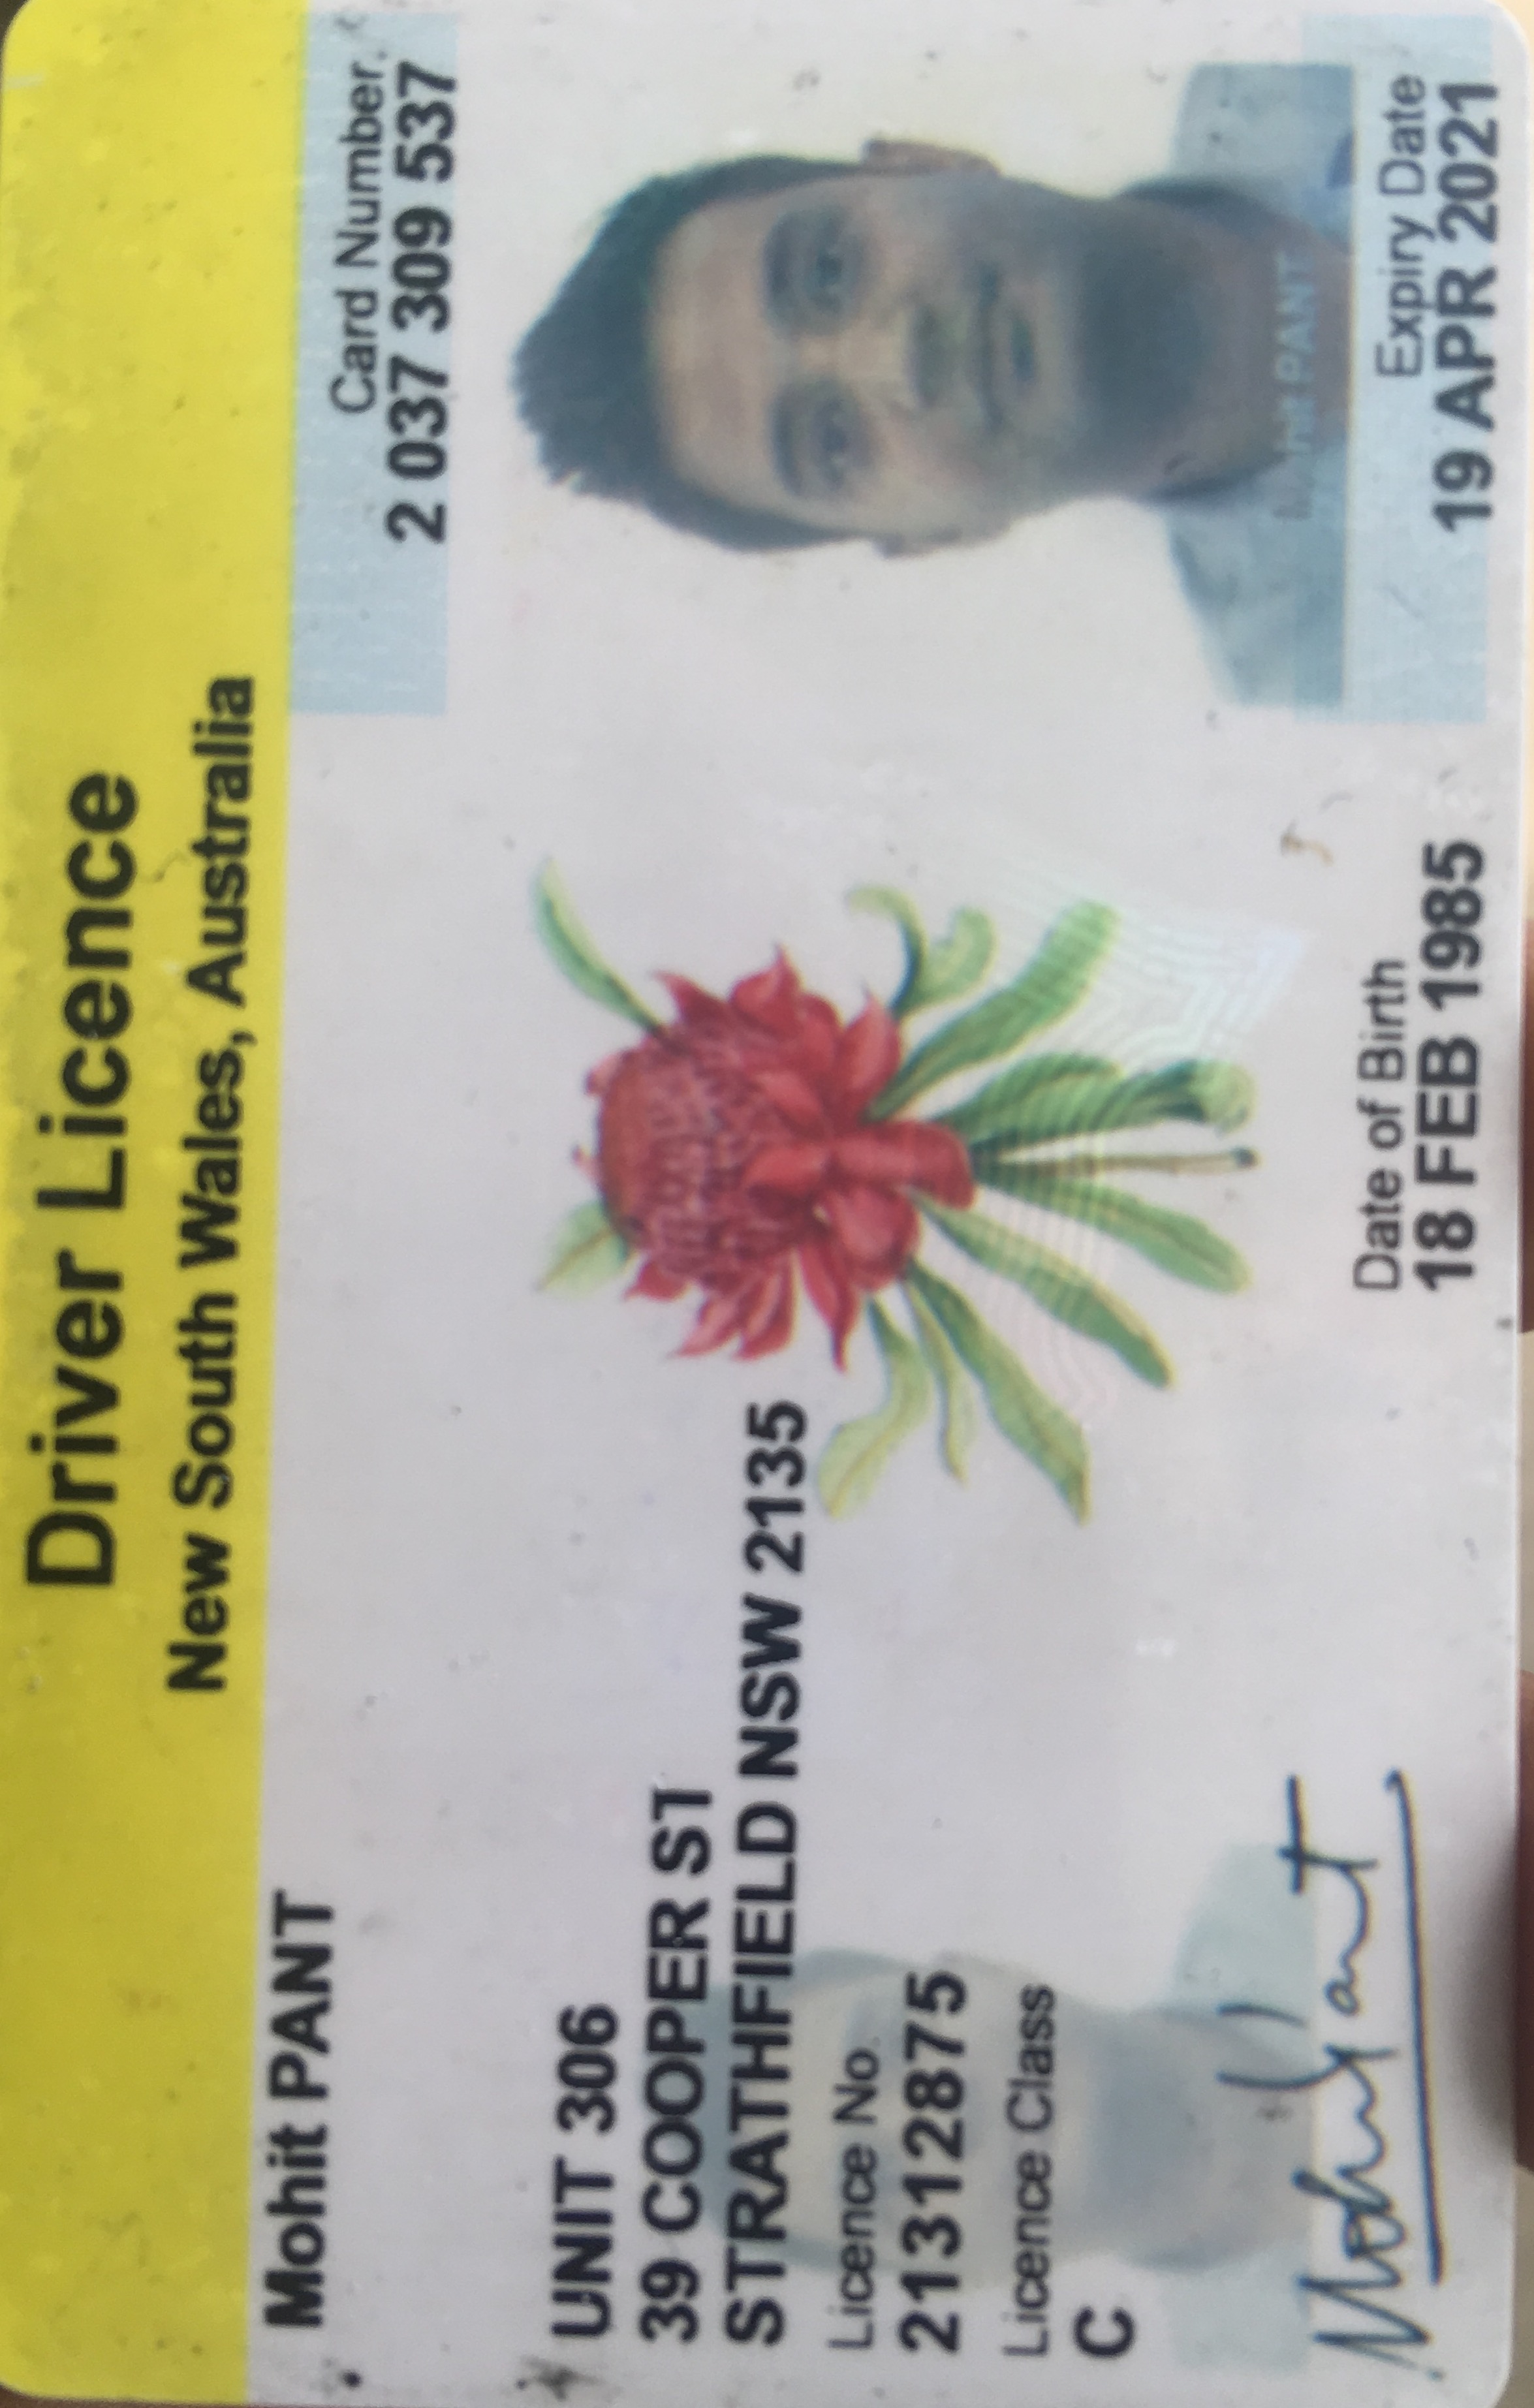 Driver Licence
New South Wales, Australia
Mohit PANT
Card Number
2 037 309 537
UNIT 306
39 COOPER ST
STRATHFIELD NSW 2135
Licence No.
21312875
Licence Class
C
Mohit PANT
Mohit Pant
Date of Birth
18 FEB 1985
Expiry Date
19 APR 2021